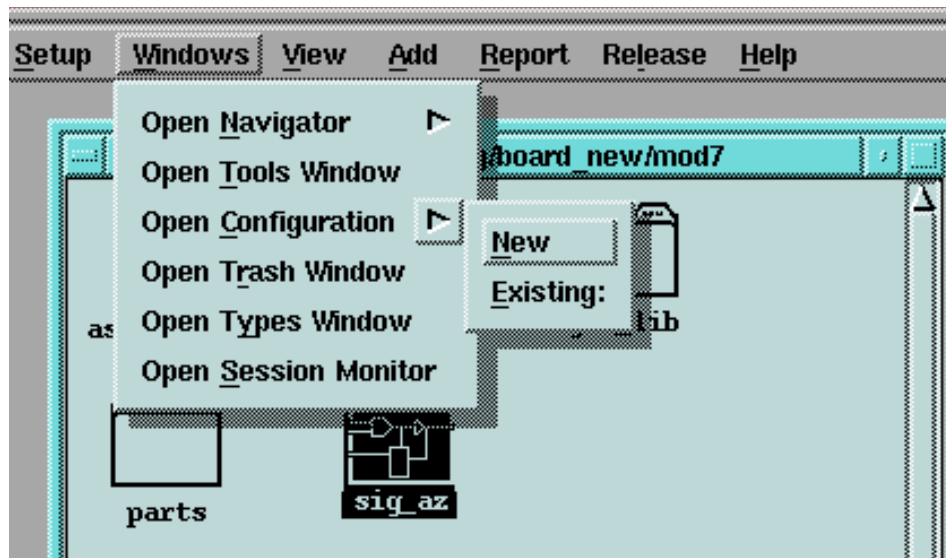 Setup Windows View Add Report Release Help
Open Navigator
/board_new/mod7
Open Tools Window
Open Configuration
New
Open Trash Window
Existing:
as
Open Types Window
_lib
Open Session Monitor
parts
sig_az